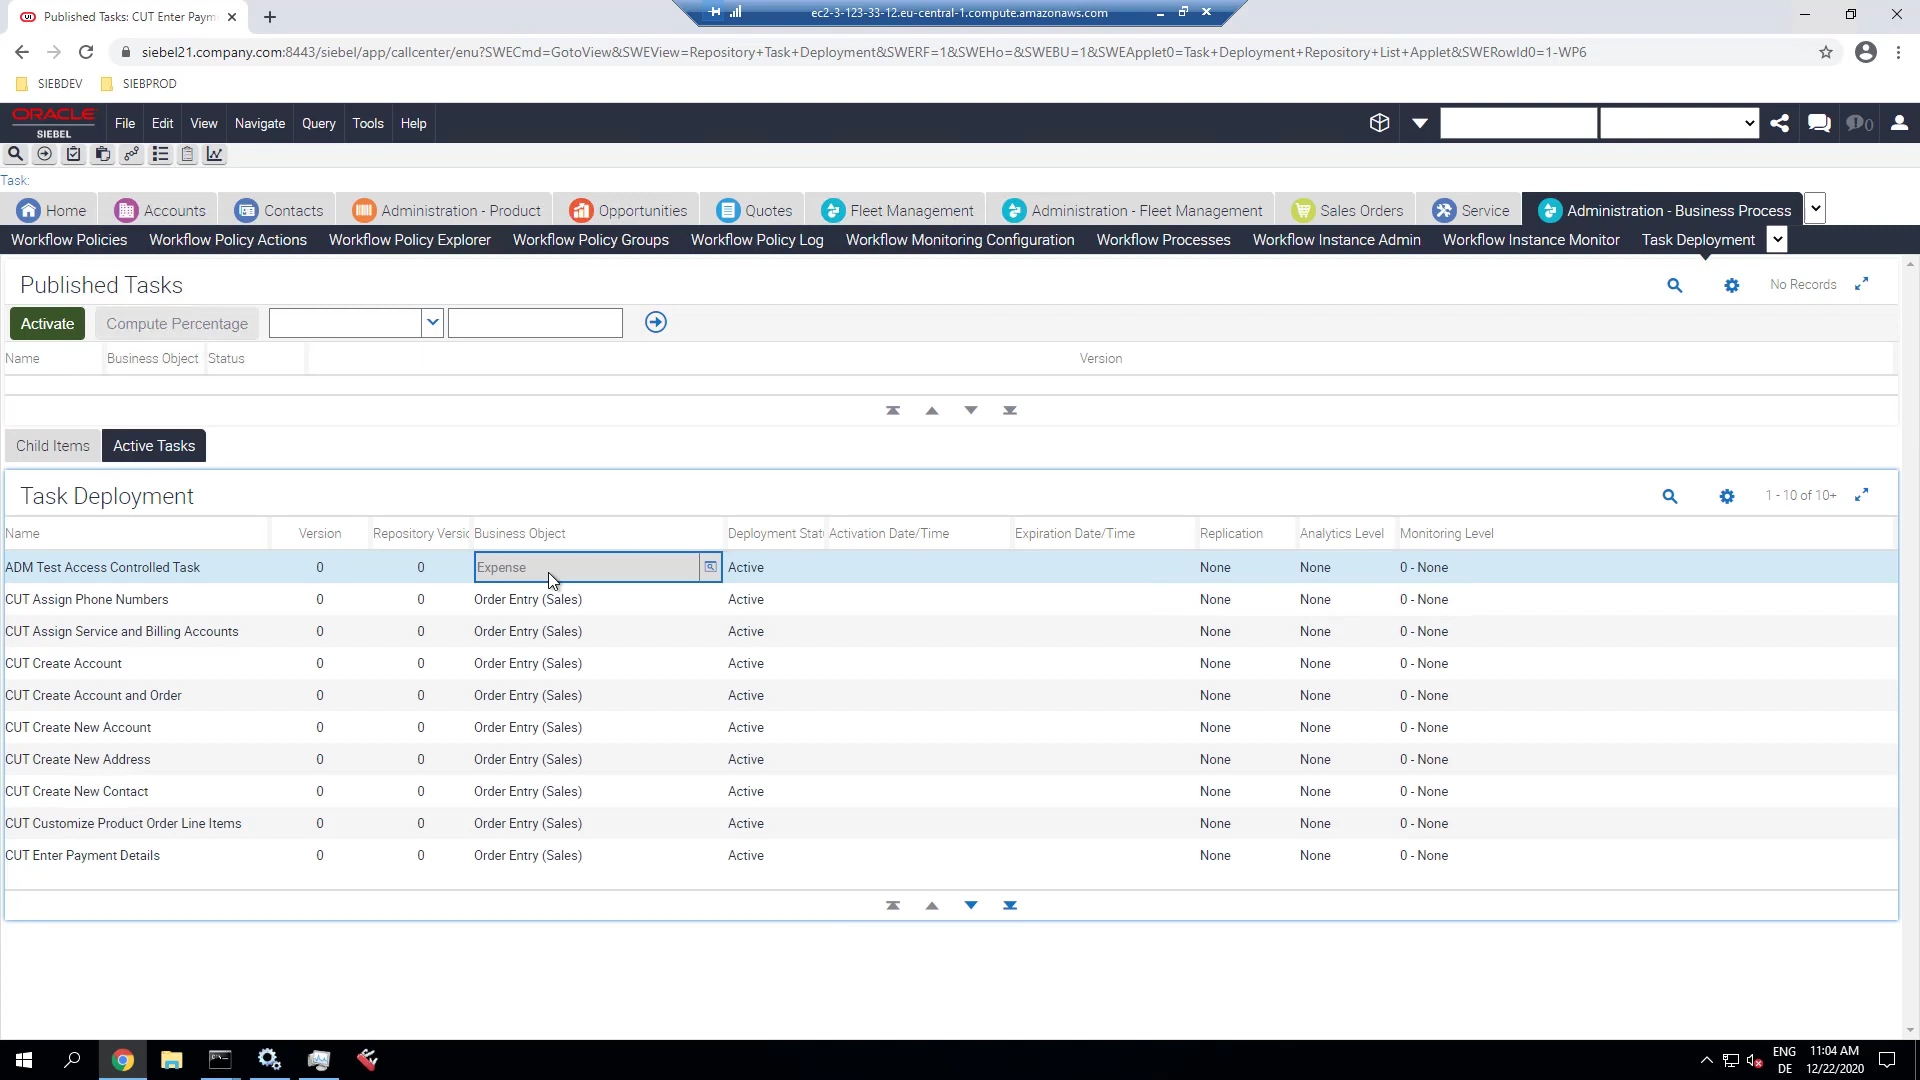 Published Tasks: CUT Enter Paym
ec2-3-123-33-12.eu-central-1.compute.amazonaws.com
siebel21.company.com:8443/siebel/app/callcenter/enu?SWECmd=GotoView&SWEView=Repository+Task+Deployment&SWERF=1&SWEHo=&SWEBU=1&SWEApplet0=Task+Deployment+Repository+List+Applet&SWERowId0=1-WP6
SIEBDEV SIEBPROD
ORACLE
SIEBEL
File Edit View Navigate Query Tools Help
0
Task:
Home Accounts Contacts Administration - Product Opportunities Quotes Fleet Management Administration - Fleet Management Sales Orders Service Administration - Business Process
Workflow Policies Workflow Policy Actions Workflow Policy Explorer Workflow Policy Groups Workflow Policy Log Workflow Monitoring Configuration Workflow Processes Workflow Instance Admin Workflow Instance Monitor Task Deployment
Published Tasks No Records
Activate Compute Percentage
Name Business Object Status Version
Child Items Active Tasks
Task Deployment 1 - 10 of 10+
Name Version Repository Versic Business Object Deployment Stat Activation Date/Time Expiration Date/Time Replication Analytics Level Monitoring Level
ADM Test Access Controlled Task 0 0 Expense Active None None 0 - None
CUT Assign Phone Numbers 0 0 Order Entry (Sales) Active None None 0 - None
CUT Assign Service and Billing Accounts 0 0 Order Entry (Sales) Active None None 0 - None
CUT Create Account 0 0 Order Entry (Sales) Active None None 0 - None
CUT Create Account and Order 0 0 Order Entry (Sales) Active None None 0 - None
CUT Create New Account 0 0 Order Entry (Sales) Active None None 0 - None
CUT Create New Address 0 0 Order Entry (Sales) Active None None 0 - None
CUT Create New Contact 0 0 Order Entry (Sales) Active None None 0 - None
CUT Customize Product Order Line Items 0 0 Order Entry (Sales) Active None None 0 - None
CUT Enter Payment Details 0 0 Order Entry (Sales) Active None None 0 - None
ENG 11:04 AM
DE 12/22/2020